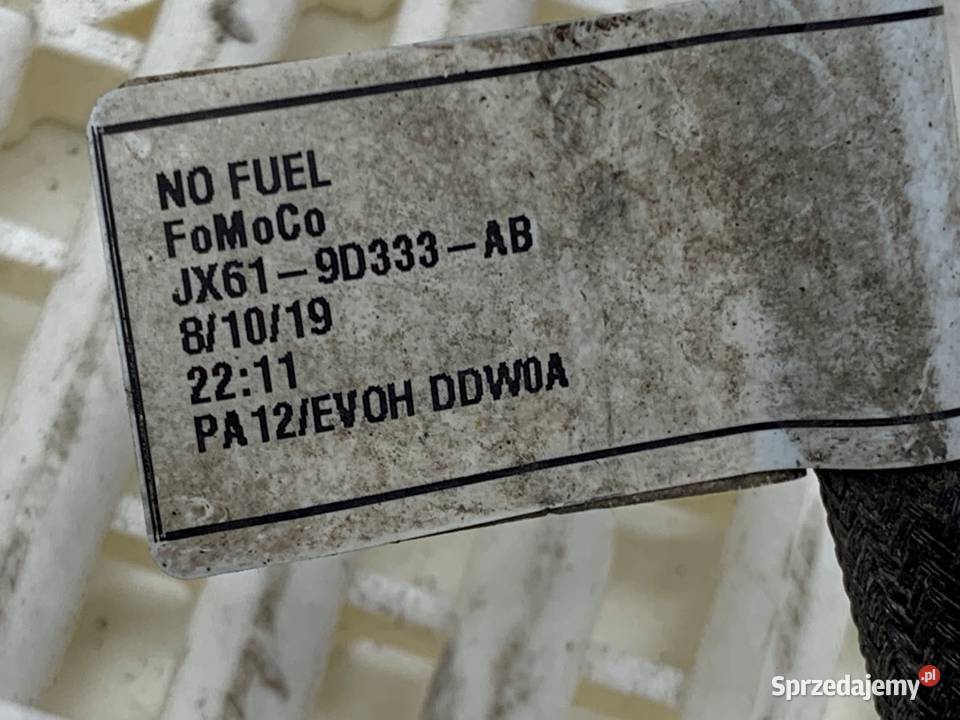 NO FUEL
FoMoCo
JX61-9D333-AB
8/10/19
22:11
PA12/EVOH DDW0A
Sprzedajemy.pl